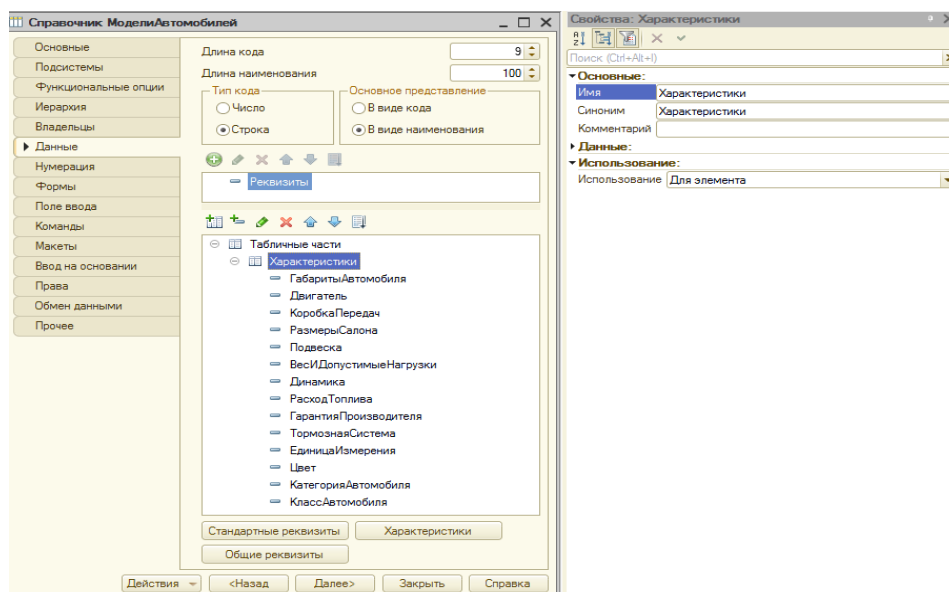 Справочник МоделиАвтомобилей
Основные
Подсистемы
Функциональные опции
Иерархия
Владельцы
Данные
Нумерация
Формы
Поле ввода
Команды
Макеты
Ввод на основании
Права
Обмен данными
Прочее
Длина кода 9
Длина наименования 100
Тип кода
Число
Строка
Основное представление
В виде кода
В виде наименования
Реквизиты
Табличные части
Характеристики
ГабаритыАвтомобиля
Двигатель
КоробкаПередач
РазмерыСалона
Подвеска
ВесИДопустимыеНагрузки
Динамика
РасходТоплива
ГарантияПроизводителя
ТормознаяСистема
ЕдиницаИзмерения
Цвет
КатегорияАвтомобиля
КлассАвтомобиля
Стандартные реквизиты
Характеристики
Общие реквизиты
Действия
<Назад
Далее>
Закрыть
Справка
Свойства: Характеристики
Поиск (Ctrl+Alt+I)
Основные:
Имя Характеристики
Синоним Характеристики
Комментарий
Данные:
Использование:
Использование Для элемента